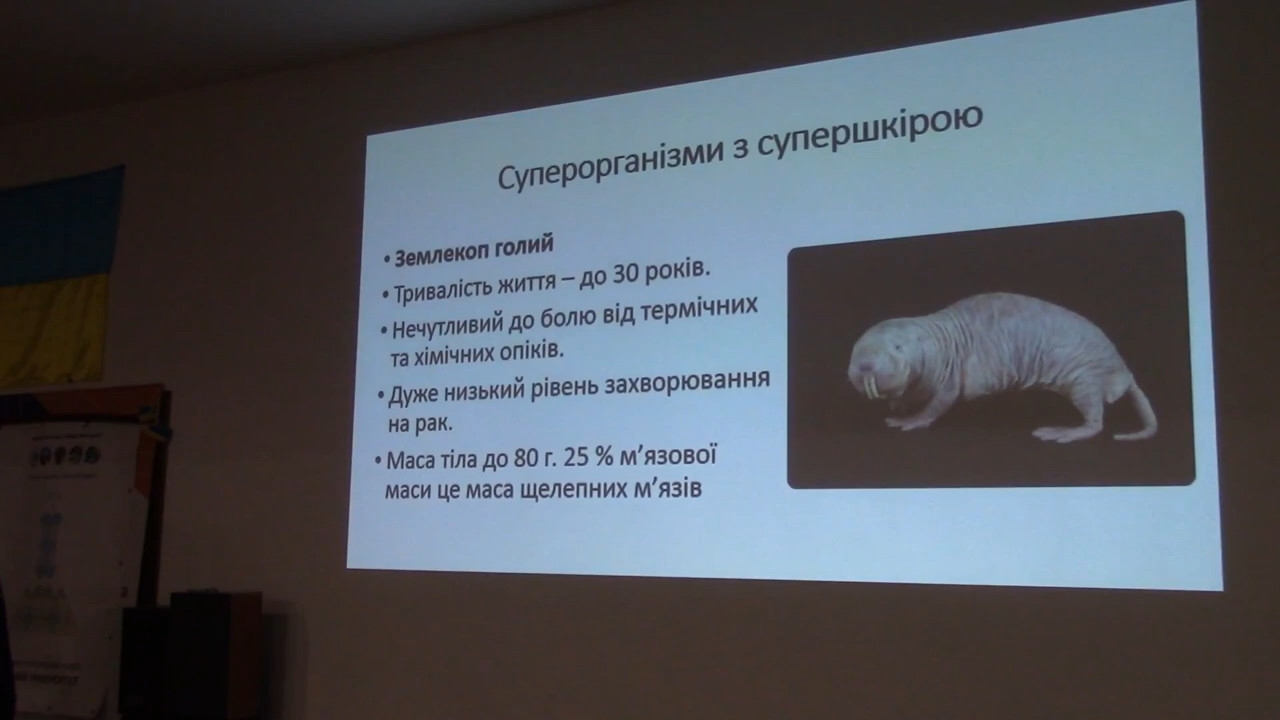 Суперорганізми з супершкірою
• Землекоп голий
• Тривалість життя – до 30 років.
• Нечутливий до болю від термічних
та хімічних опіків.
• Дуже низький рівень захворювання
на рак.
• Маса тіла до 80 г. 25 % м’язової
маси це маса щелепних м’язів